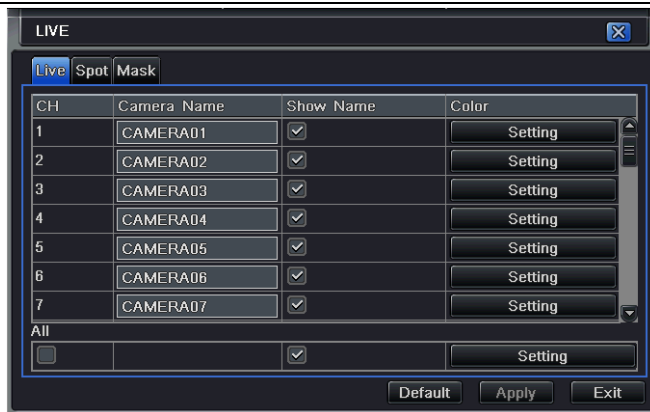 LIVE
Live Spot Mask
CH Camera Name Show Name Color
1 CAMERA01 Setting
2 CAMERA02 Setting
3 CAMERA03 Setting
4 CAMERA04 Setting
5 CAMERA05 Setting
6 CAMERA06 Setting
7 CAMERA07 Setting
All
Setting
Default Apply Exit